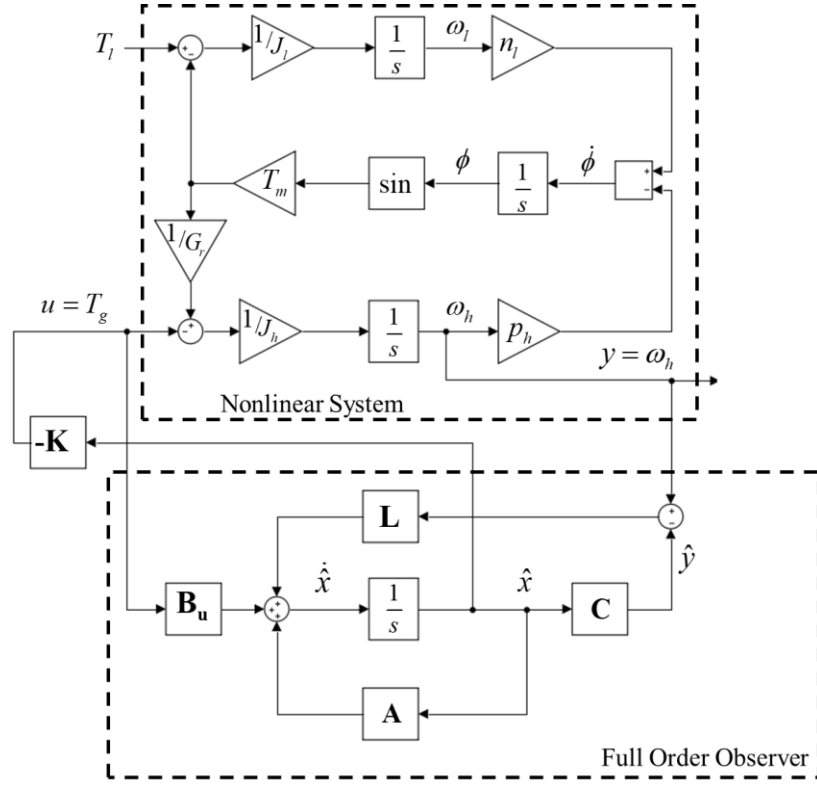 T_l + - 1/J_l 1/s ω_l n_l
T_m sin ϕ 1/s ϕ̇ + -
1/G_r
u = T_g - + 1/J_h 1/s ω_h p_h
y = ω_h
Nonlinear System
-K
L + -
ŷ
B_u + + + x̂̇ 1/s x̂ C
A
Full Order Observer